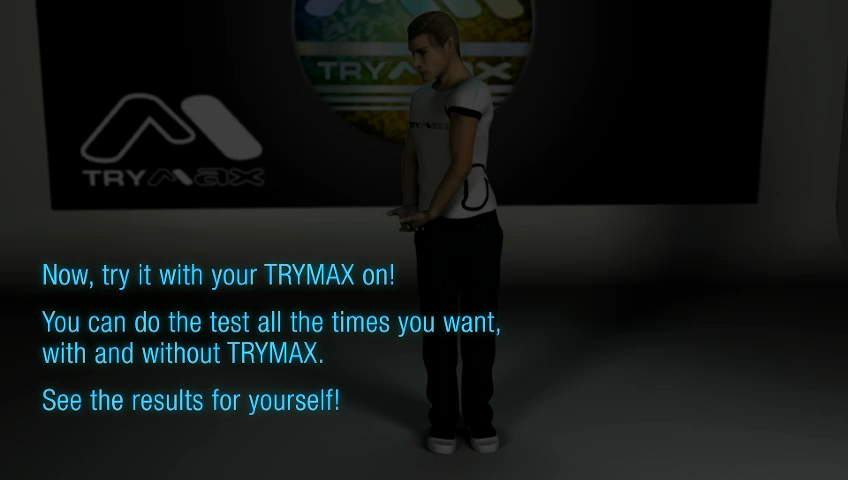 TRYMAX
TRYMAX
TRYMAX
Now, try it with your TRYMAX on!
You can do the test all the times you want,
with and without TRYMAX.
See the results for yourself!